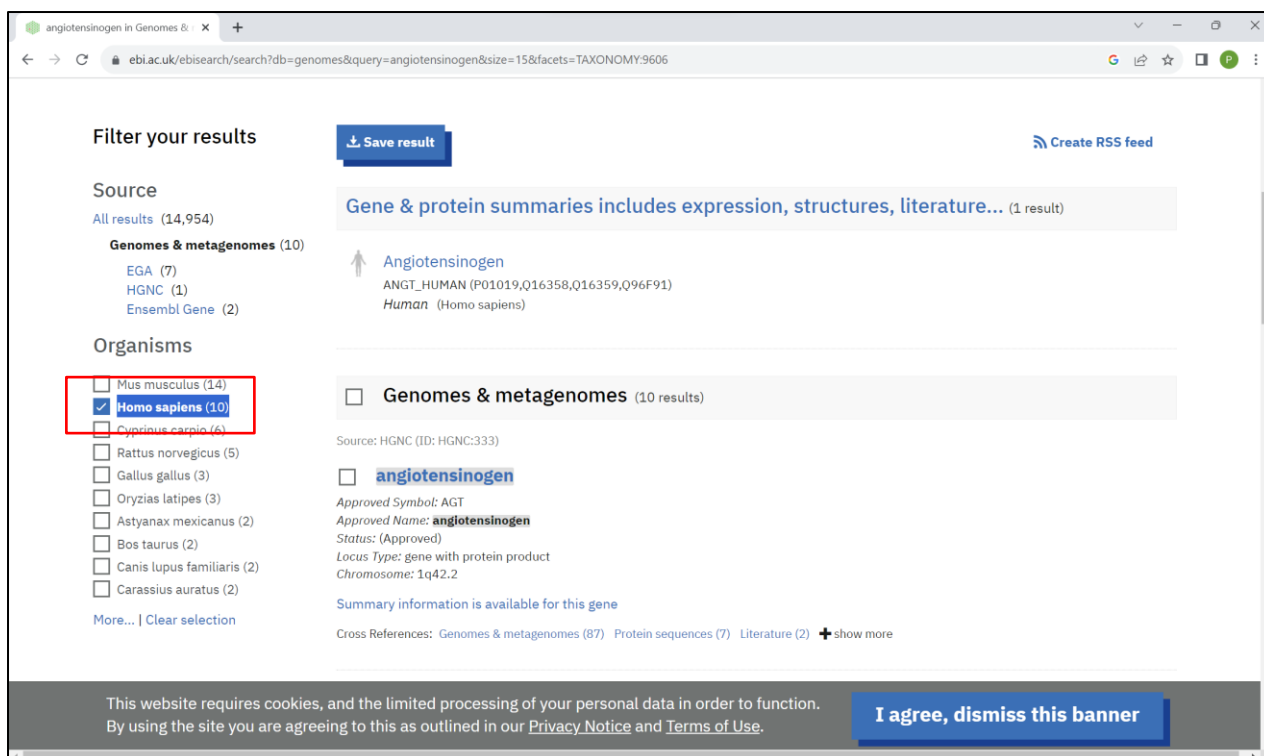 angiotensinogen in Genomes &
ebi.ac.uk/ebisearch/search?db=genomes&query=angiotensinogen&size=15&facets=TAXONOMY:9606
G
P
Filter your results
Source
All results (14,954)
Genomes & metagenomes (10)
EGA (7)
HGNC (1)
Ensembl Gene (2)
Organisms
Mus musculus (14)
Homo sapiens (10)
Cyprinus carpio (6)
Rattus norvegicus (5)
Gallus gallus (3)
Oryzias latipes (3)
Astyanax mexicanus (2)
Bos taurus (2)
Canis lupus familiaris (2)
Carassius auratus (2)
More... | Clear selection
Save result
Create RSS feed
Gene & protein summaries includes expression, structures, literature... (1 result)
Angiotensinogen
ANGT_HUMAN (P01019,Q16358,Q16359,Q96F91)
Human (Homo sapiens)
Genomes & metagenomes (10 results)
Source: HGNC (ID: HGNC:333)
angiotensinogen
Approved Symbol: AGT
Approved Name: angiotensinogen
Status: (Approved)
Locus Type: gene with protein product
Chromosome: 1q42.2
Summary information is available for this gene
Cross References: Genomes & metagenomes (87) Protein sequences (7) Literature (2) show more
This website requires cookies, and the limited processing of your personal data in order to function.
By using the site you are agreeing to this as outlined in our Privacy Notice and Terms of Use.
I agree, dismiss this banner